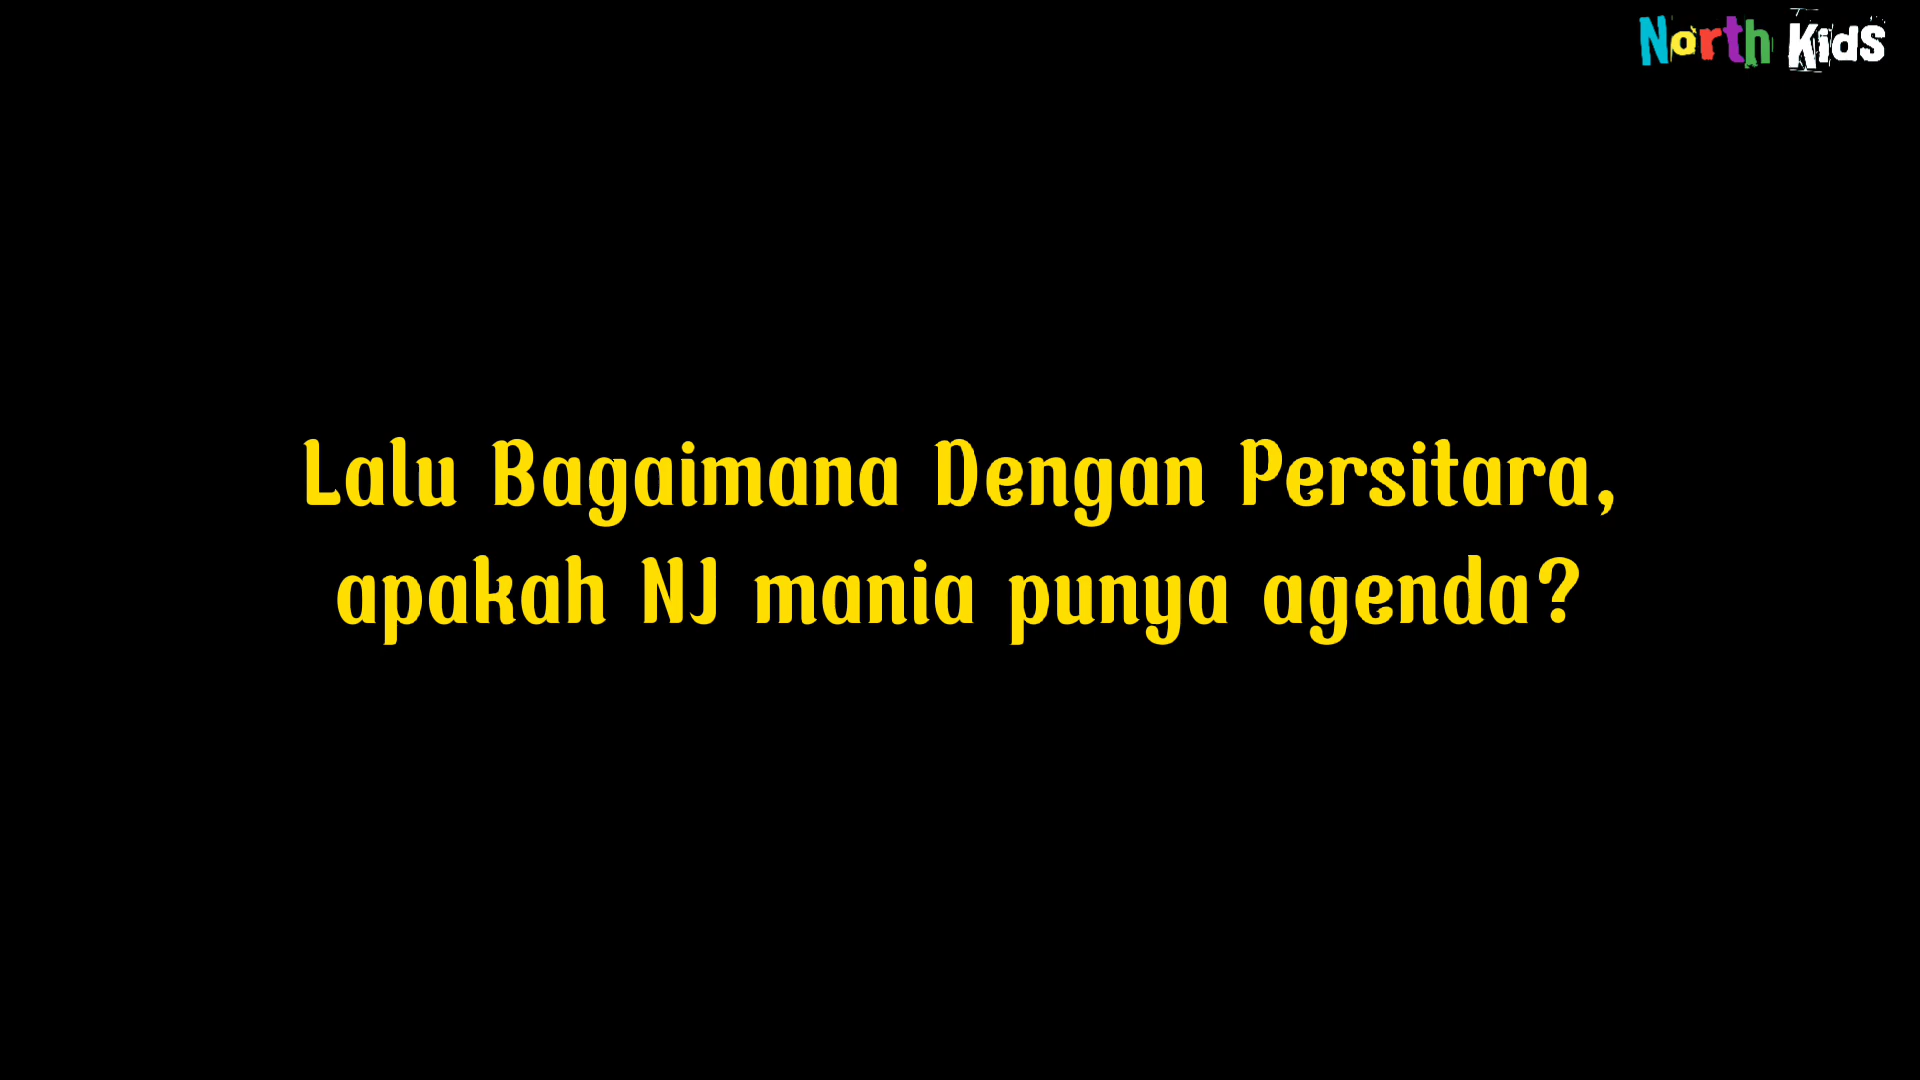 North Kids
Lalu Bagaimana Dengan Persitara,
apakah NJ mania punya agenda?